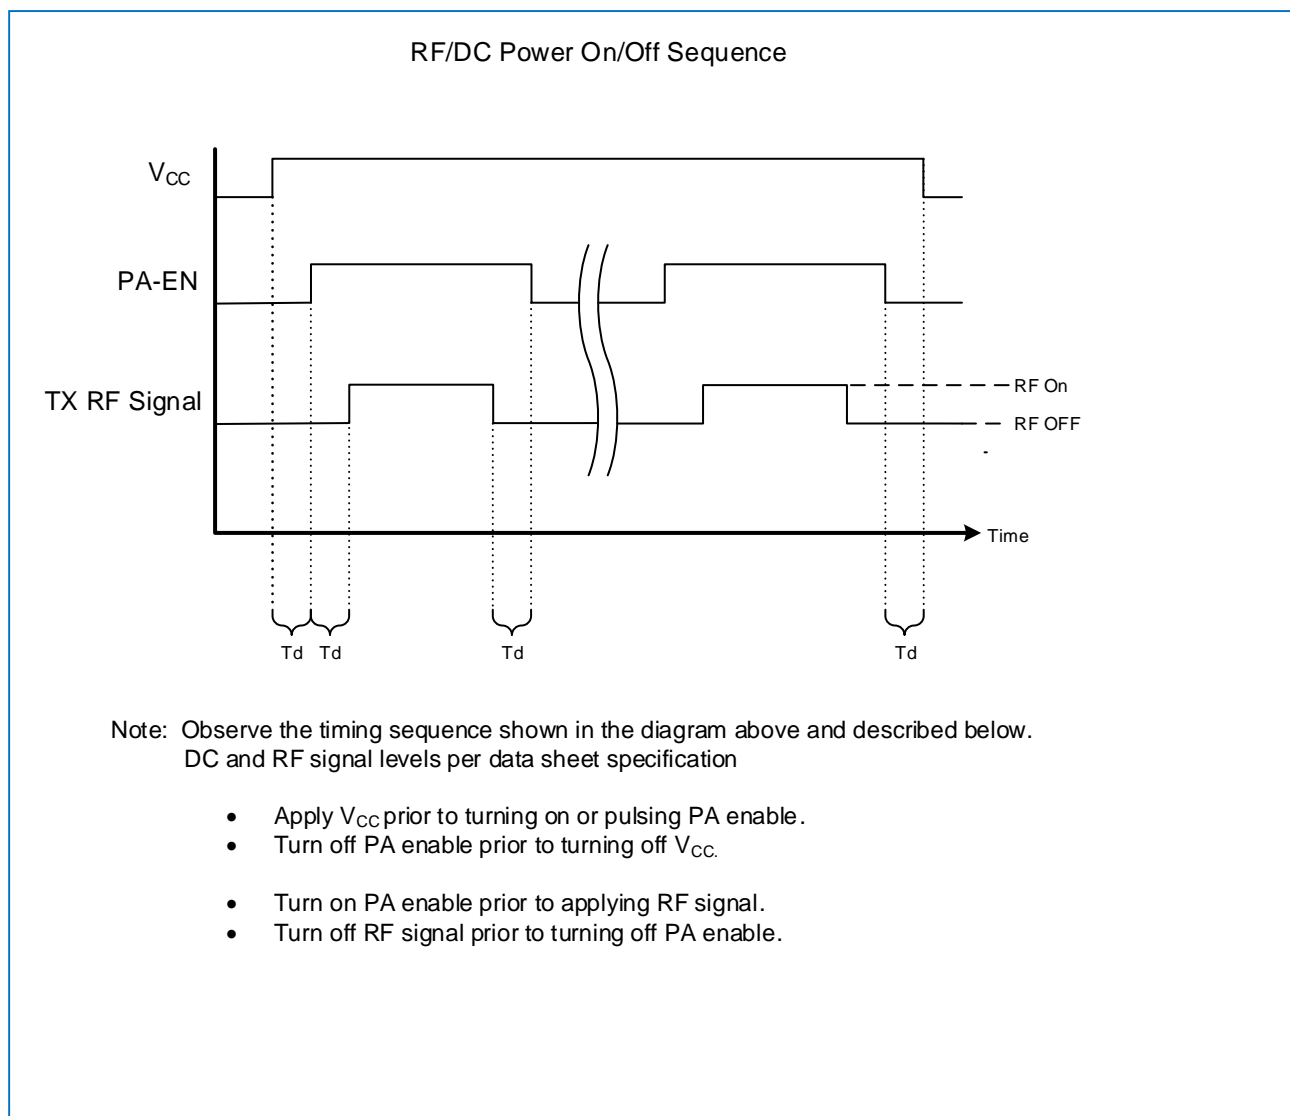 RF/DC Power On/Off Sequence
VCC
PA-EN
TX RF Signal
RF On
RF OFF
-
Time
Td Td Td Td
Note: Observe the timing sequence shown in the diagram above and described below.
DC and RF signal levels per data sheet specification
• Apply VCC prior to turning on or pulsing PA enable.
• Turn off PA enable prior to turning off VCC.
• Turn on PA enable prior to applying RF signal.
• Turn off RF signal prior to turning off PA enable.